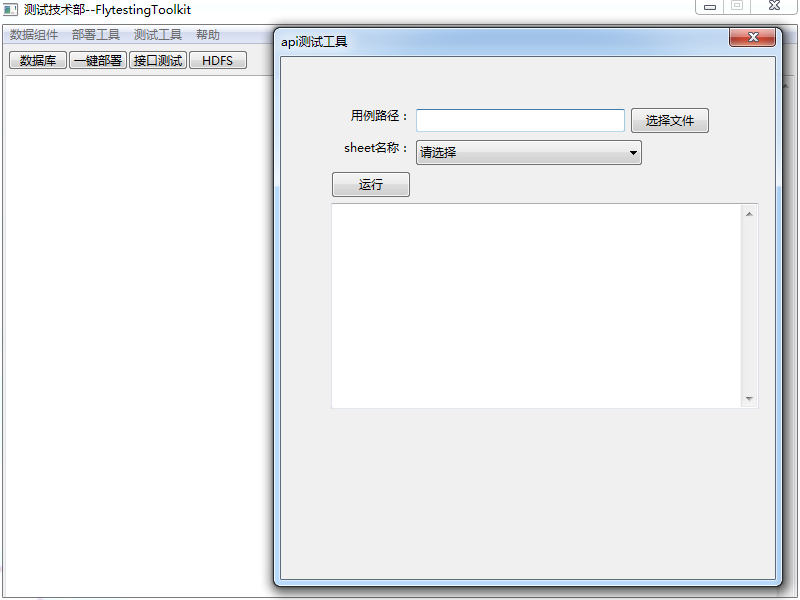 测试技术部--FlytestingToolkit
数据组件 部署工具 测试工具 帮助
数据库 一键部署 接口测试 HDFS
api测试工具
用例路径： 选择文件
sheet名称： 请选择
运行